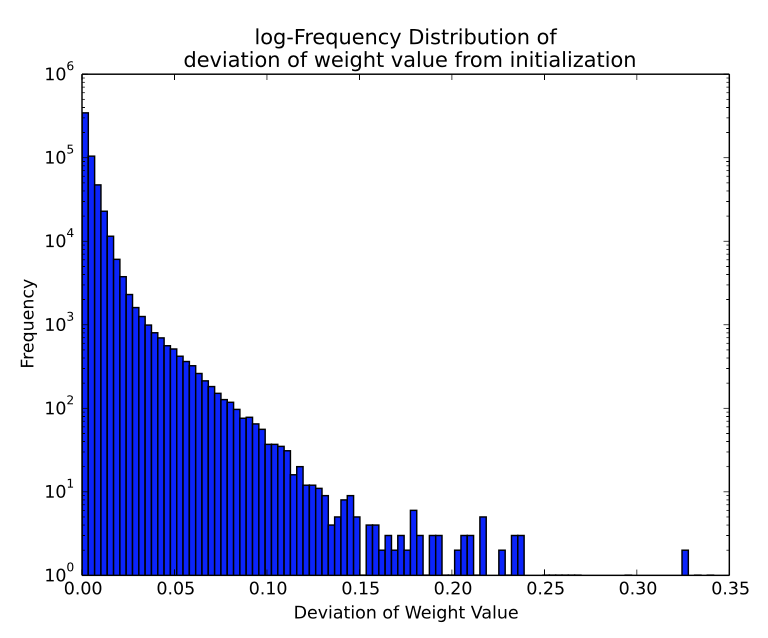 log-Frequency Distribution of
deviation of weight value from initialization
10^6
10^5
10^4
10^3
10^2
10^1
10^0
Frequency
0.00 0.05 0.10 0.15 0.20 0.25 0.30 0.35
Deviation of Weight Value